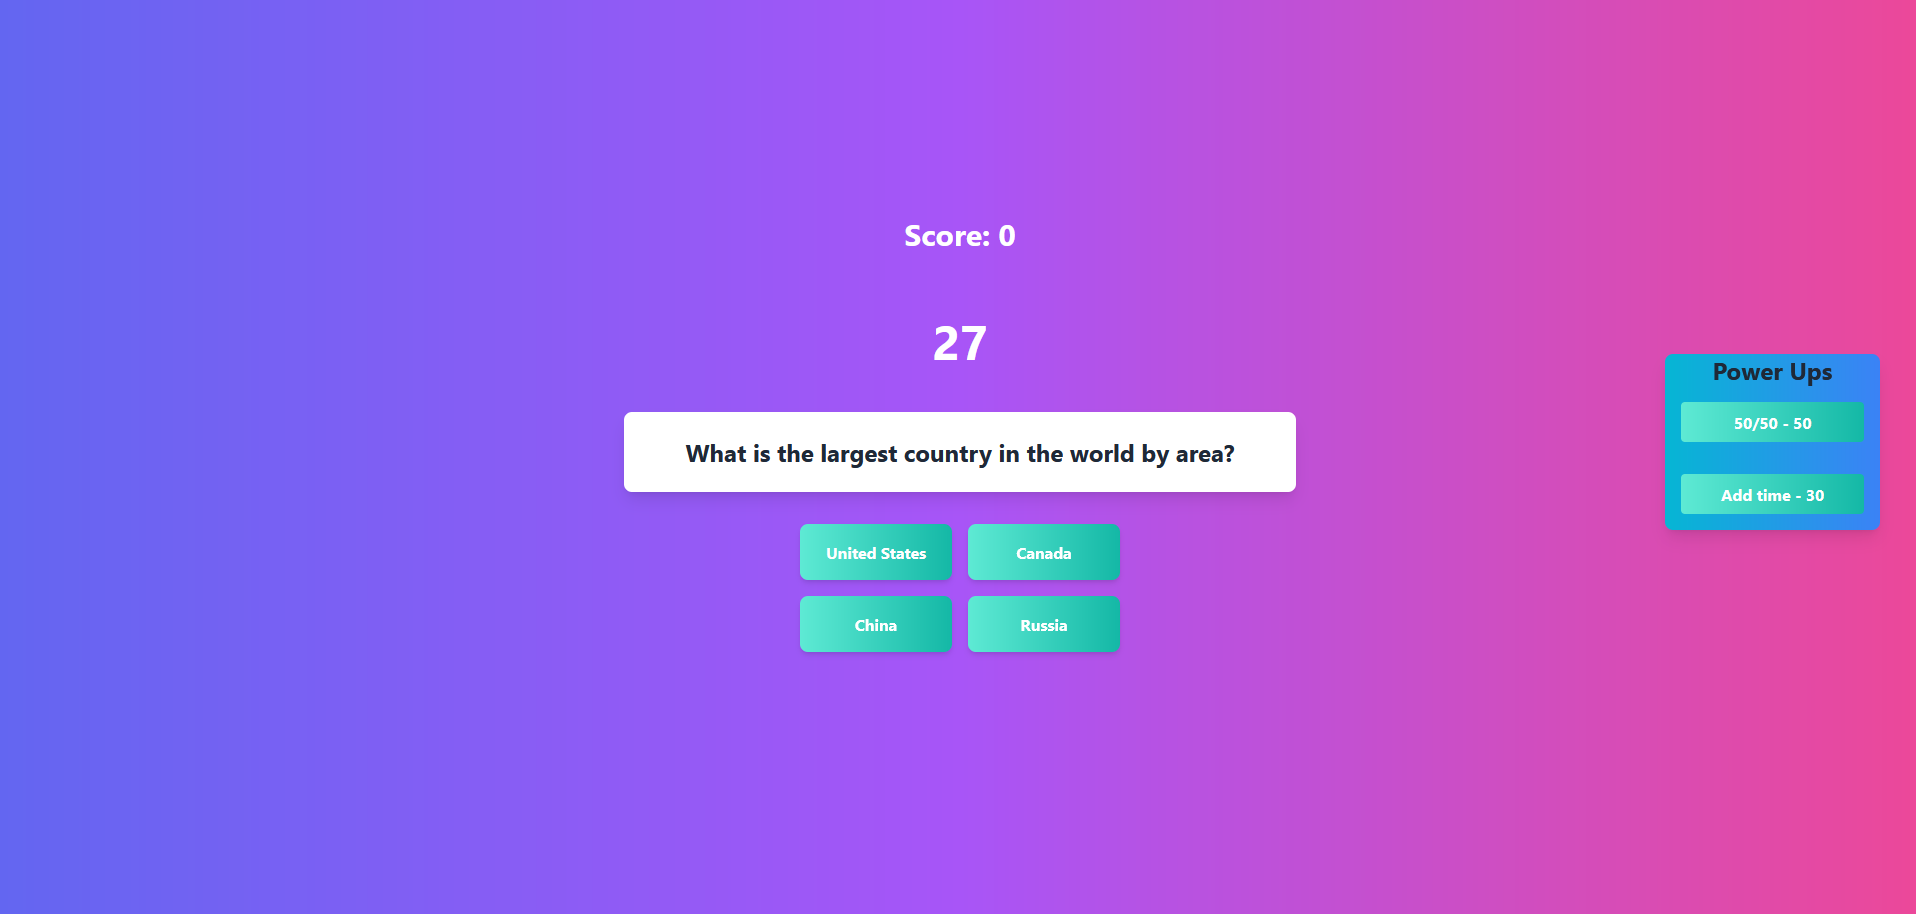 Score: 0
27
What is the largest country in the world by area?
United States
Canada
China
Russia
Power Ups
50/50 - 50
Add time - 30